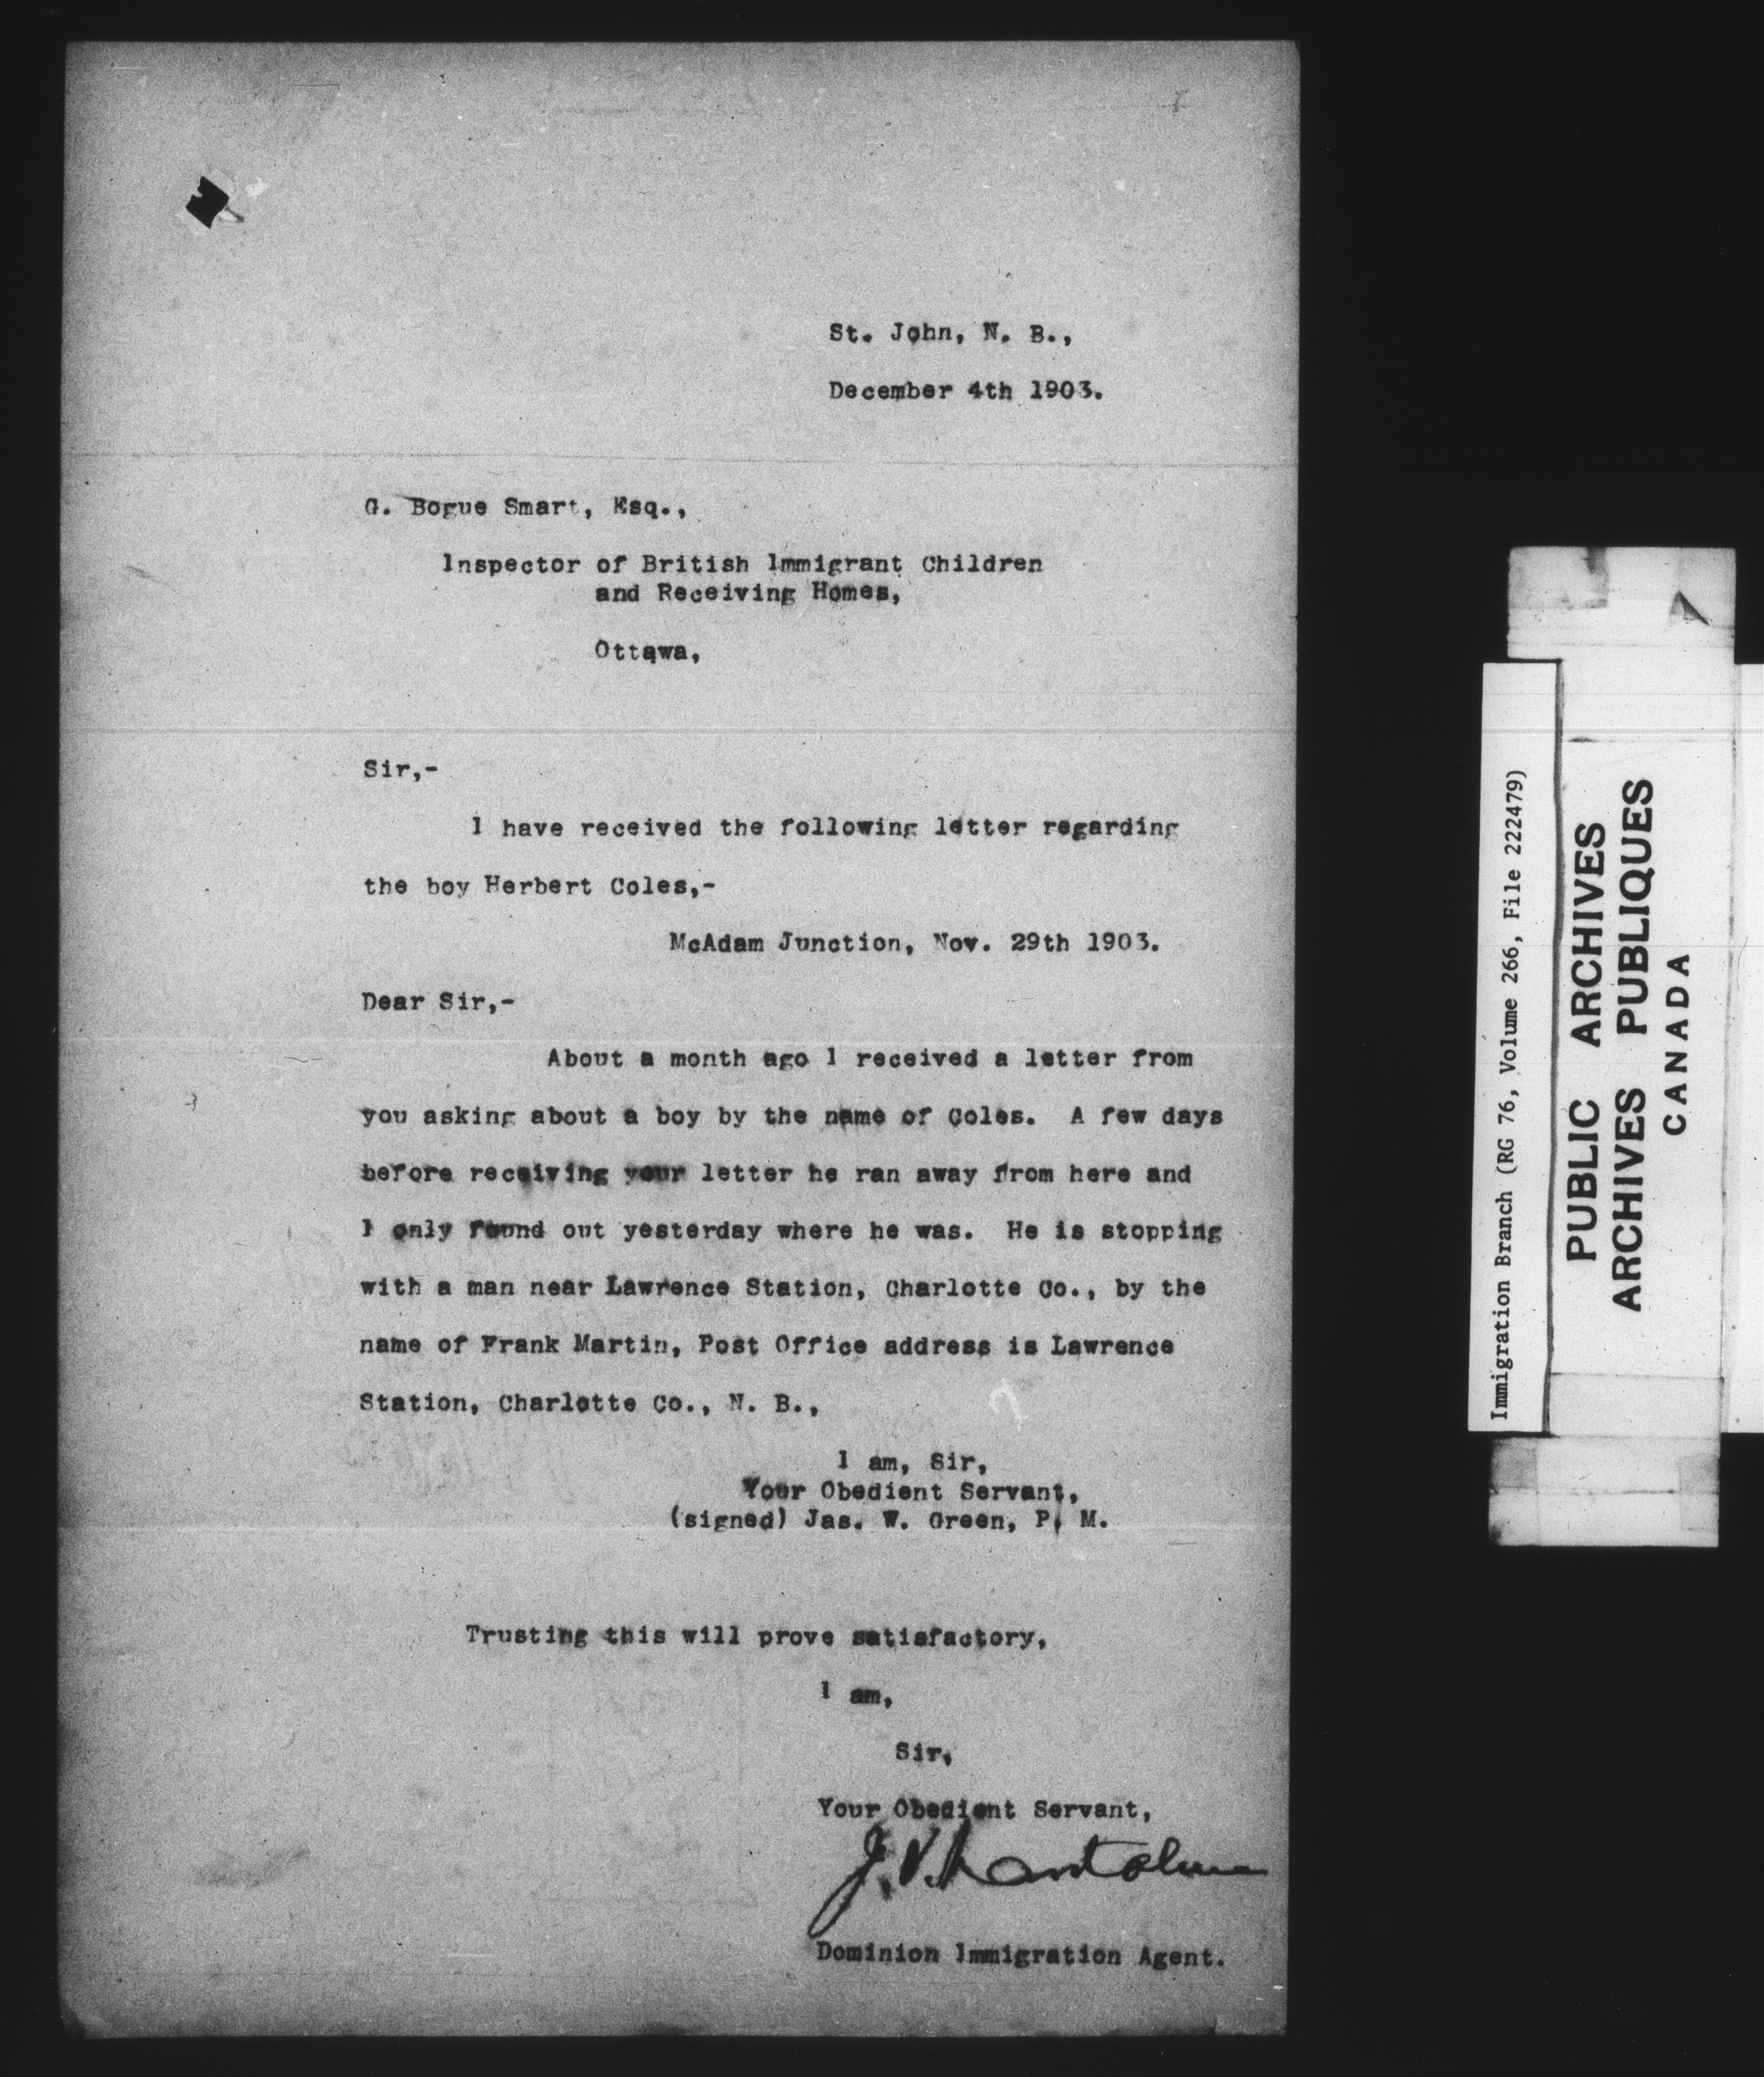 St. John, N. B.,
December 4th 1903.
G. Bogue Smart, Esq.,
Inspector of British Immigrant Children
and Receiving Homes,
Ottawa,
Sir,-
I have received the following letter regarding
the boy Herbert Coles,-
McAdam Junction, Nov. 29th 1903.
Dear Sir,-
About a month ago I received a letter from
you asking about a boy by the name of Coles. A few days
before receiving your letter he ran away from here and
I only found out yesterday where he was. He is stopping
with a man near Lawrence Station, Charlotte Co., by the
name of Frank Martin, Post Office address is Lawrence
Station, Charlotte Co., N. B.,
I am, Sir,
Your Obedient Servant,
(signed) Jas. W. Green, P. M.
Trusting this will prove satisfactory,
I am,
Sir,
Your Obedient Servant,
J. V.
Dominion Immigration Agent.
Immigration Branch (RG 76, Volume 266, File 222479)
PUBLIC ARCHIVES
ARCHIVES PUBLIQUES
CANADA